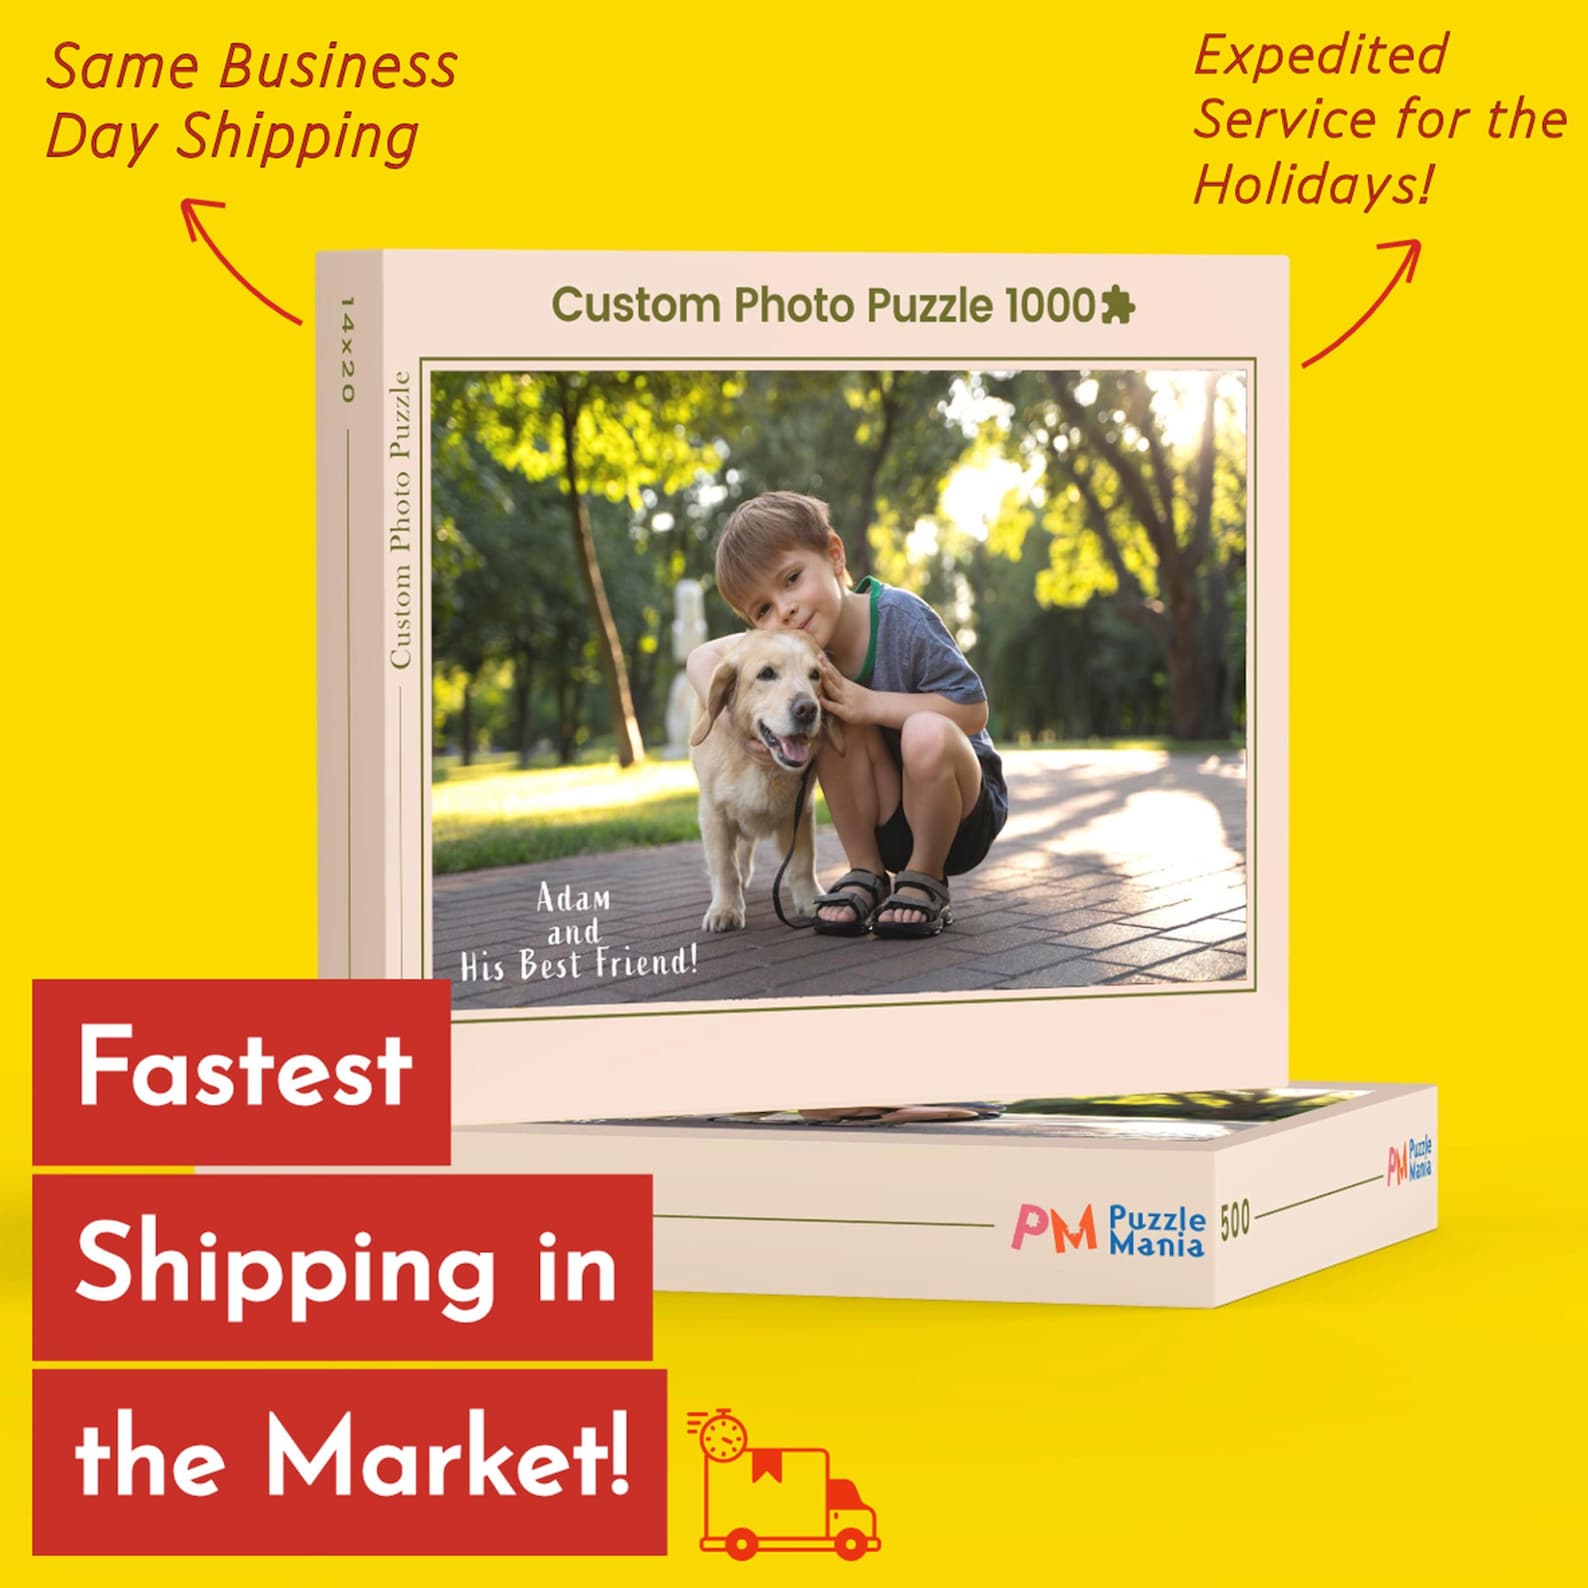 Same Business
Day Shipping
Expedited
Service for the
Holidays!
14x20
Custom Photo Puzzle
Custom Photo Puzzle 1000
Adam
and
His Best Friend!
Fastest
Shipping in
the Market!
PM Puzzle
Mania
500
PM Puzzle
Mania